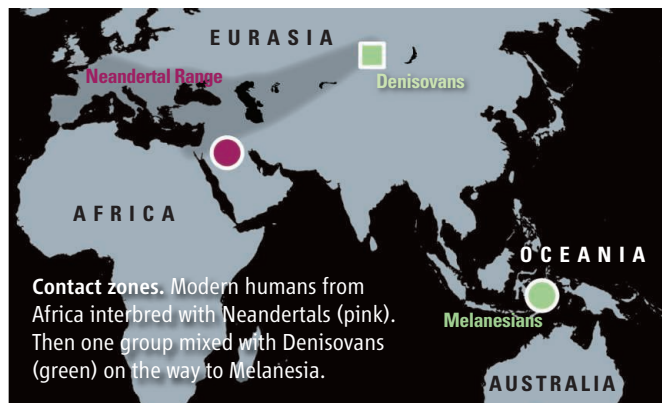 EURASIA
Neandertal Range
Denisovans
AFRICA
OCEANIA
Contact zones. Modern humans from
Africa interbred with Neandertals (pink).
Then one group mixed with Denisovans
(green) on the way to Melanesia.
Melanesians
AUSTRALIA